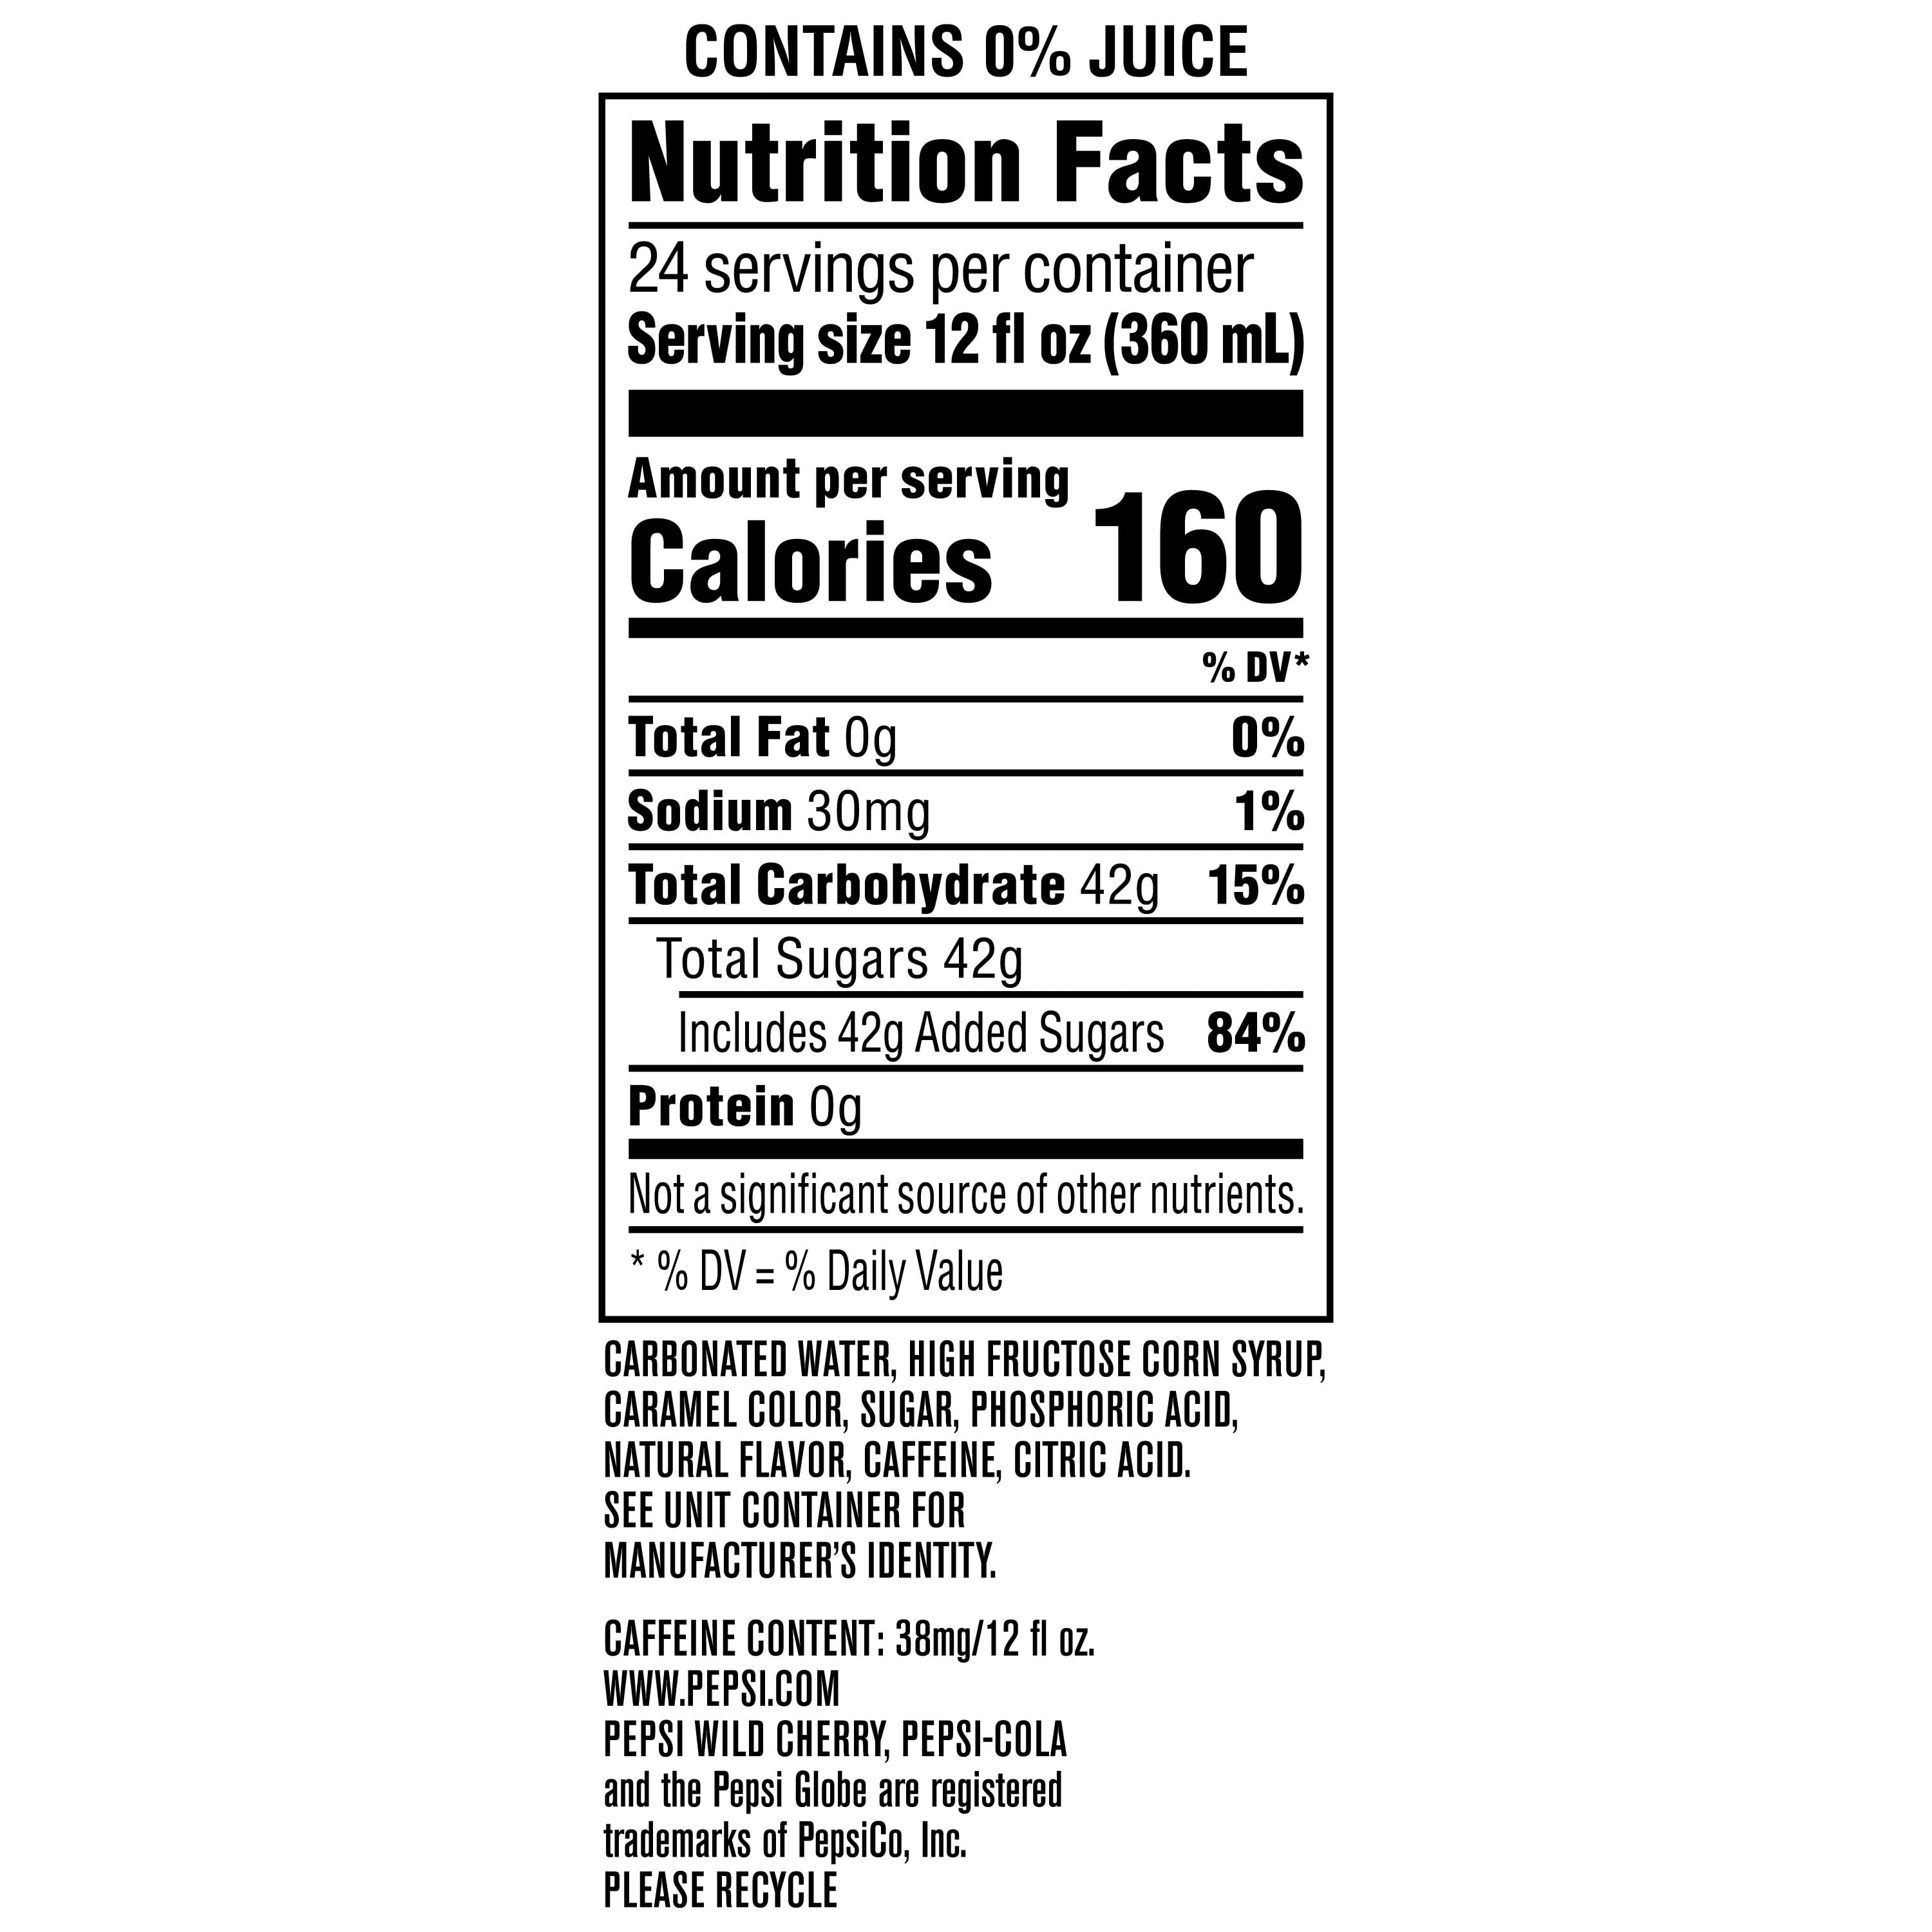 CONTAINS 0% JUICE
Nutrition Facts
24 servings per container
Serving size 12 fl oz (360 mL)
Amount per serving
Calories 160
% DV*
Total Fat 0g 0%
Sodium 30mg 1%
Total Carbohydrate 42g 15%
Total Sugars 42g
Includes 42g Added Sugars 84%
Protein 0g
Not a significant source of other nutrients.
* % DV = % Daily Value
CARBONATED WATER, HIGH FRUCTOSE CORN SYRUP,
CARAMEL COLOR, SUGAR, PHOSPHORIC ACID,
NATURAL FLAVOR, CAFFEINE, CITRIC ACID.
SEE UNIT CONTAINER FOR
MANUFACTURER'S IDENTITY.
CAFFEINE CONTENT: 38mg/12 fl oz.
WWW.PEPSI.COM
PEPSI WILD CHERRY, PEPSI-COLA
and the Pepsi Globe are registered
trademarks of PepsiCo, Inc.
PLEASE RECYCLE